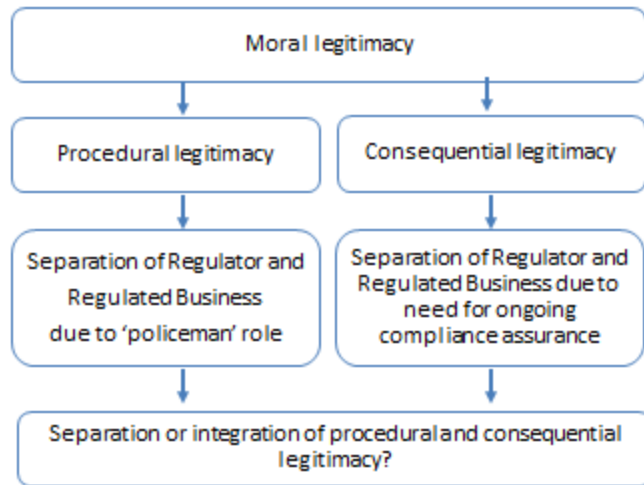 Moral legitimacy
Procedural legitimacy
Consequential legitimacy
Separation of Regulator and
Regulated Business
due to ‘policeman’ role
Separation of Regulator and
Regulated Business due to
need for ongoing
compliance assurance
Separation or integration of procedural and consequential
legitimacy?